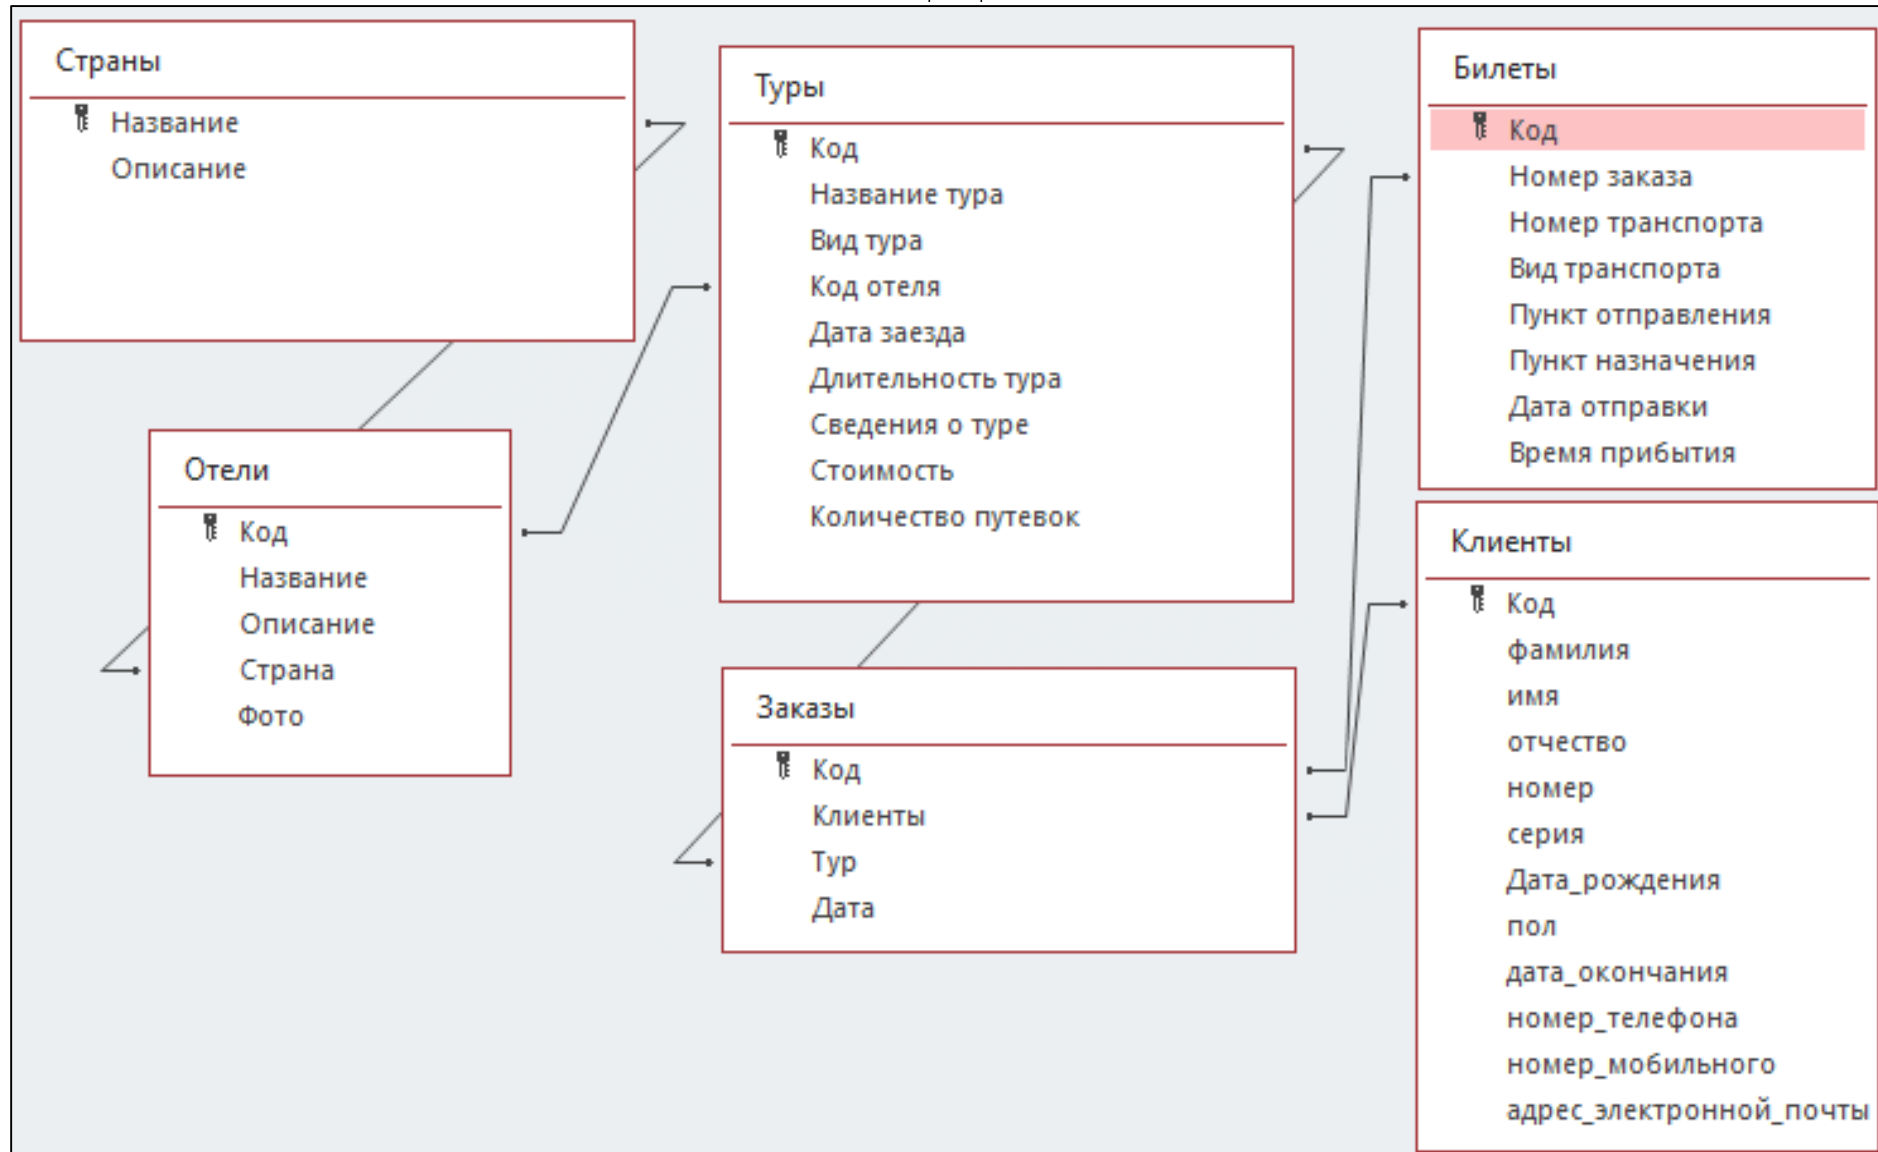 Страны
Название
Описание
Туры
Код
Название тура
Вид тура
Код отеля
Дата заезда
Длительность тура
Сведения о туре
Стоимость
Количество путевок
Билеты
Код
Номер заказа
Номер транспорта
Вид транспорта
Пункт отправления
Пункт назначения
Дата отправки
Время прибытия
Отели
Код
Название
Описание
Страна
Фото
Заказы
Код
Клиенты
Тур
Дата
Клиенты
Код
фамилия
имя
отчество
номер
серия
Дата_рождения
пол
дата_окончания
номер_телефона
номер_мобильного
адрес_электронной_почты